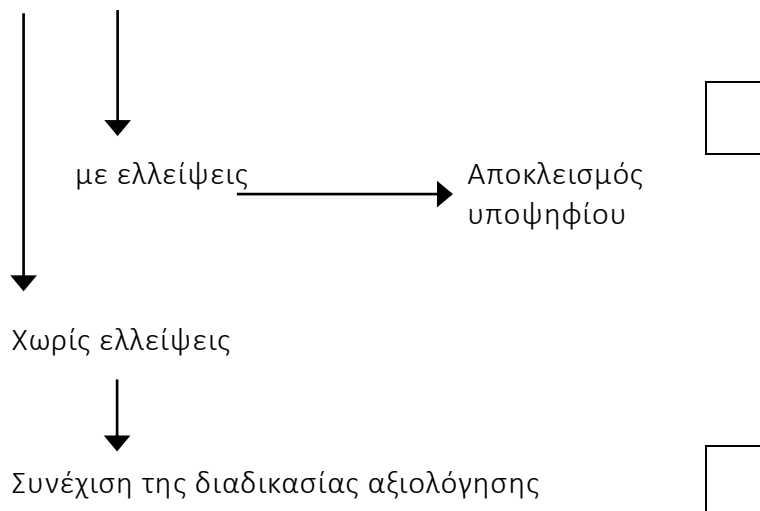 με ελλείψεις
Αποκλεισμός
υποψηφίου
Χωρίς ελλείψεις
Συνέχιση της διαδικασίας αξιολόγησης